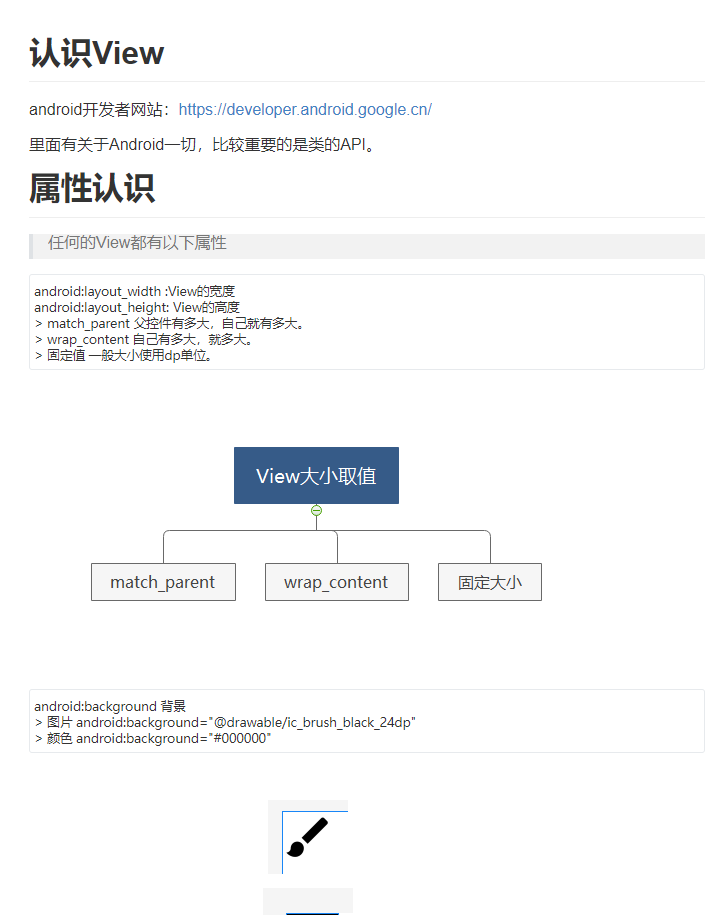 认识View
android开发者网站：https://developer.android.google.cn/
里面有关于Android一切，比较重要的是类的API。
属性认识
任何的View都有以下属性
android:layout_width :View的宽度
android:layout_height: View的高度
> match_parent 父控件有多大，自己就有多大。
> wrap_content 自己有多大，就多大。
> 固定值 一般大小使用dp单位。
View大小取值
match_parent
wrap_content
固定大小
android:background 背景
> 图片 android:background="@drawable/ic_brush_black_24dp"
> 颜色 android:background="#000000"